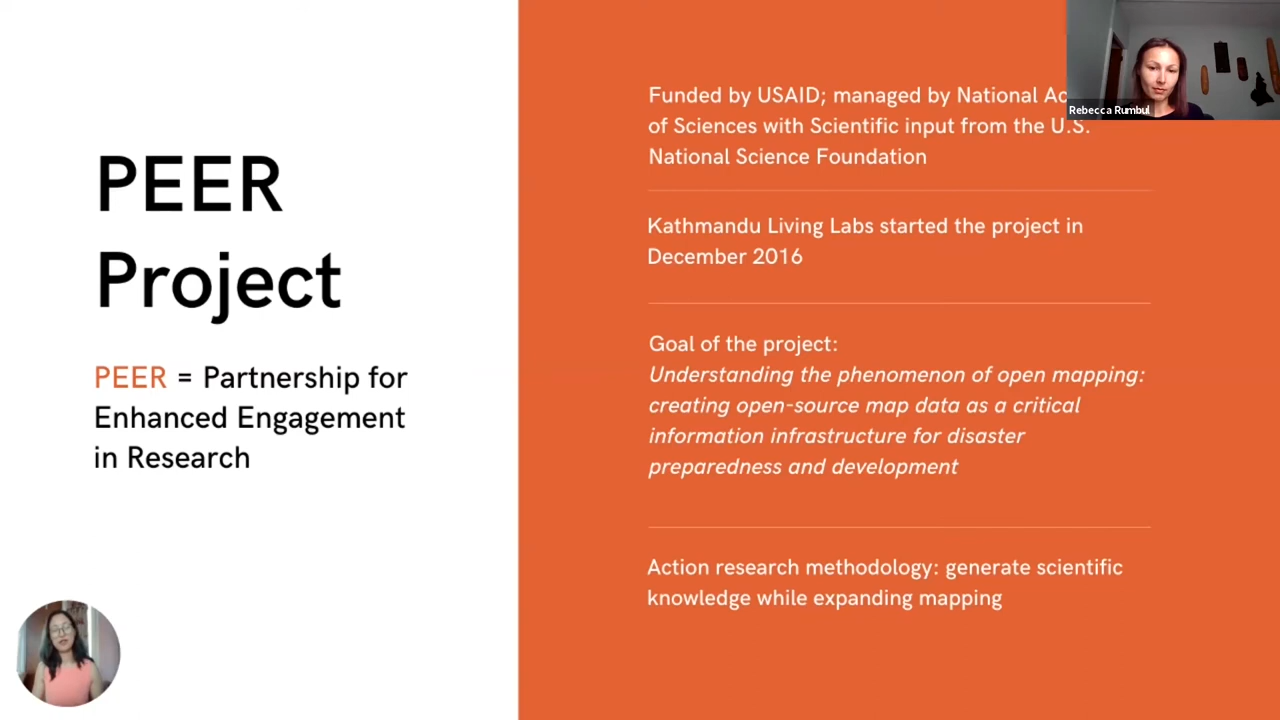 PEER
Project
PEER = Partnership for
Enhanced Engagement
in Research
Funded by USAID; managed by National
of Sciences with Scientific input from the U.S.
National Science Foundation
Kathmandu Living Labs started the project in
December 2016
Goal of the project:
Understanding the phenomenon of open mapping:
creating open-source map data as a critical
information infrastructure for disaster
preparedness and development
Action research methodology: generate scientific
knowledge while expanding mapping
Rebecca Rumbul